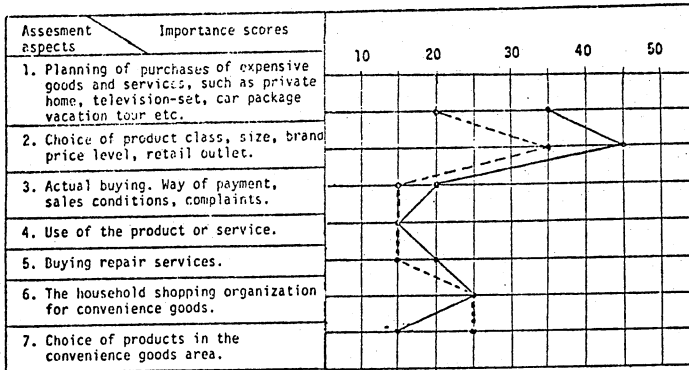 Assesment
aspects
Importance scores
10 20 30 40 50
1. Planning of purchases of expensive
goods and services, such as private
home, television-set, car package
vacation tour etc.
2. Choice of product class, size, brand
price level, retail outlet.
3. Actual buying. Way of payment,
sales conditions, complaints.
4. Use of the product or service.
5. Buying repair services.
6. The household shopping organization
for convenience goods.
7. Choice of products in the
convenience goods area.